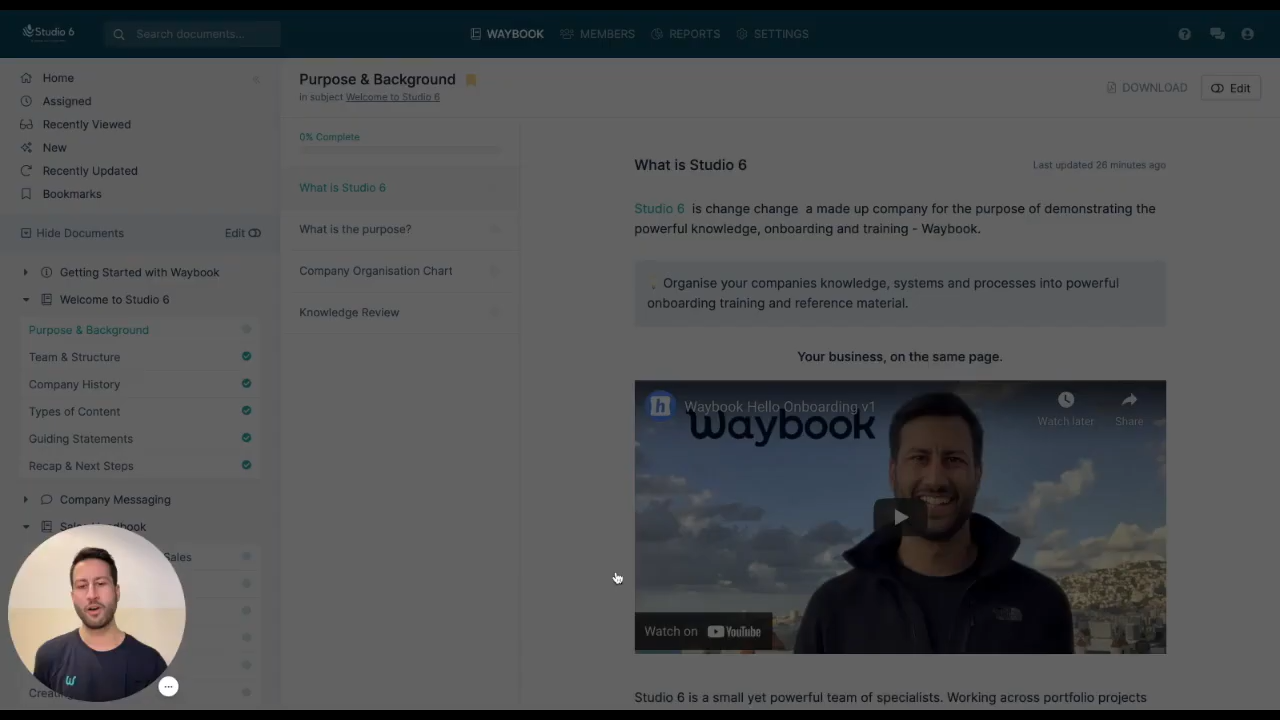 Studio 6
Search documents...
WAYBOOK
MEMBERS
REPORTS
SETTINGS
Home
Assigned
Recently Viewed
New
Recently Updated
Bookmarks
Hide Documents
Edit
Getting Started with Waybook
Welcome to Studio 6
Purpose & Background
Team & Structure
Company History
Types of Content
Guiding Statements
Recap & Next Steps
Company Messaging
Purpose & Background
in subject Welcome to Studio 6
DOWNLOAD
Edit
0% Complete
What is Studio 6
What is the purpose?
Company Organisation Chart
Knowledge Review
What is Studio 6
Last updated 26 minutes ago
Studio 6 is change change a made up company for the purpose of demonstrating the
powerful knowledge, onboarding and training - Waybook.
Organise your companies knowledge, systems and processes into powerful
onboarding training and reference material.
Your business, on the same page.
h
Waybook Hello Onboarding v1
Waybook
Watch later
Share
Watch on YouTube
Studio 6 is a small yet powerful team of specialists. Working across portfolio projects
Sales